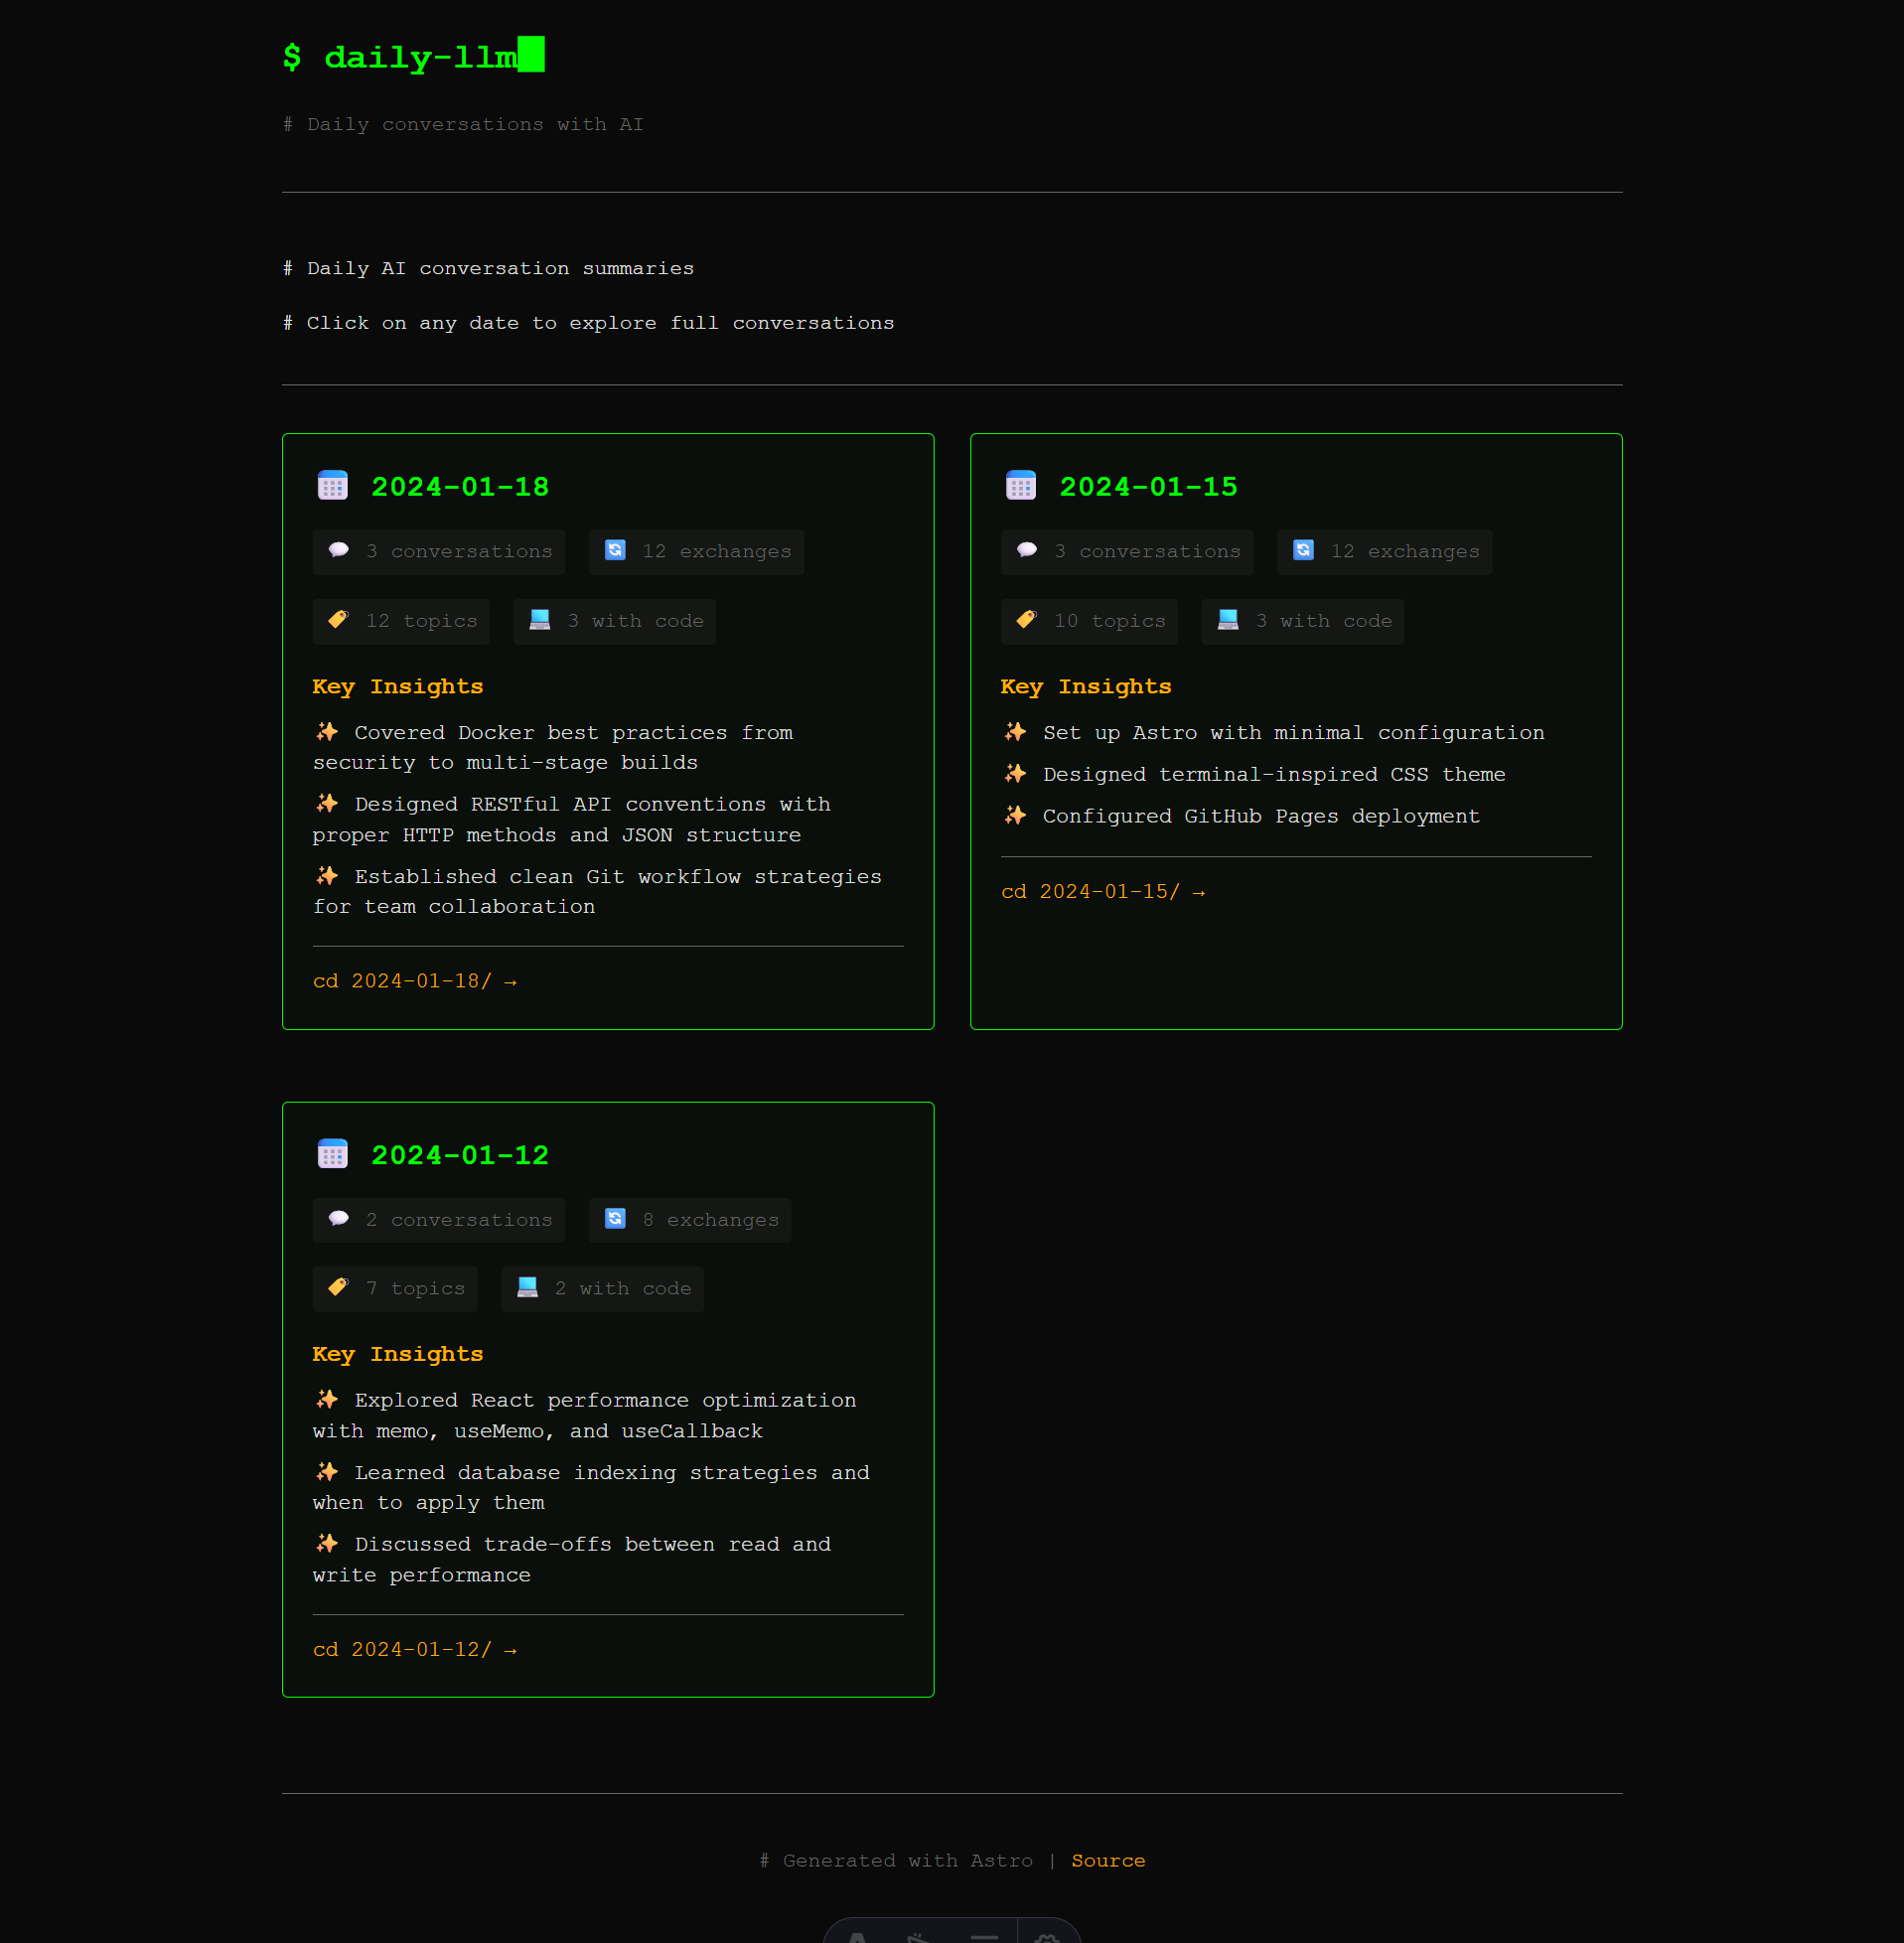 $ daily-llm
# Daily conversations with AI
# Daily AI conversation summaries
# Click on any date to explore full conversations
2024-01-18
3 conversations
12 exchanges
12 topics
3 with code
Key Insights
✨ Covered Docker best practices from
security to multi-stage builds
✨ Designed RESTful API conventions with
proper HTTP methods and JSON structure
✨ Established clean Git workflow strategies
for team collaboration
cd 2024-01-18/ →
2024-01-15
3 conversations
12 exchanges
10 topics
3 with code
Key Insights
✨ Set up Astro with minimal configuration
✨ Designed terminal-inspired CSS theme
✨ Configured GitHub Pages deployment
cd 2024-01-15/ →
2024-01-12
2 conversations
8 exchanges
7 topics
2 with code
Key Insights
✨ Explored React performance optimization
with memo, useMemo, and useCallback
✨ Learned database indexing strategies and
when to apply them
✨ Discussed trade-offs between read and
write performance
cd 2024-01-12/ →
# Generated with Astro | Source